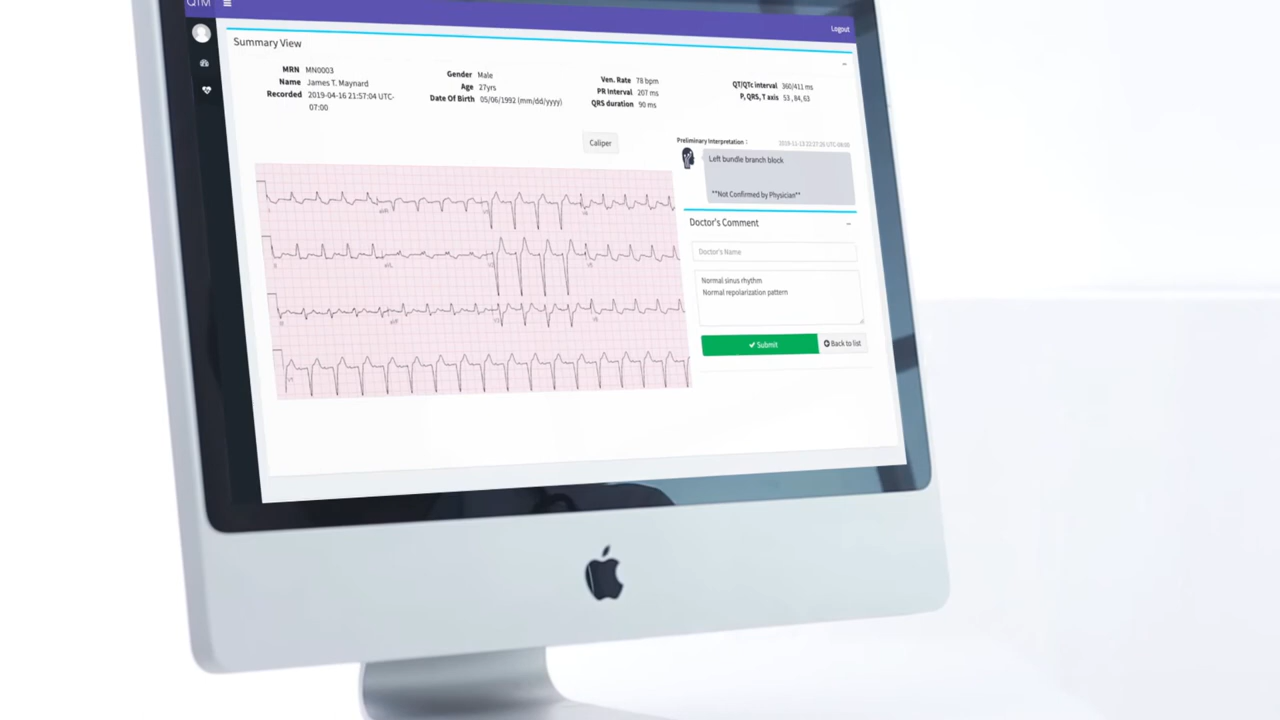 QTM
Logout
Summary View
MRN MN0003
Name James T. Maynard
Recorded 2019-04-16 21:57:04 UTC-
07:00
Gender Male
Age 27yrs
Date Of Birth 05/06/1992 (mm/dd/yyyy)
Ven. Rate 78 bpm
PR Interval 207 ms
QRS duration 90 ms
QT/QTc interval 360/411 ms
P, QRS, T axis 53, 84, 63
Caliper
Preliminary Interpretation :
Left bundle branch block
**Not Confirmed by Physician**
Doctor's Comment
Doctor's Name
Normal sinus rhythm
Normal repolarization pattern
Submit
Back to list